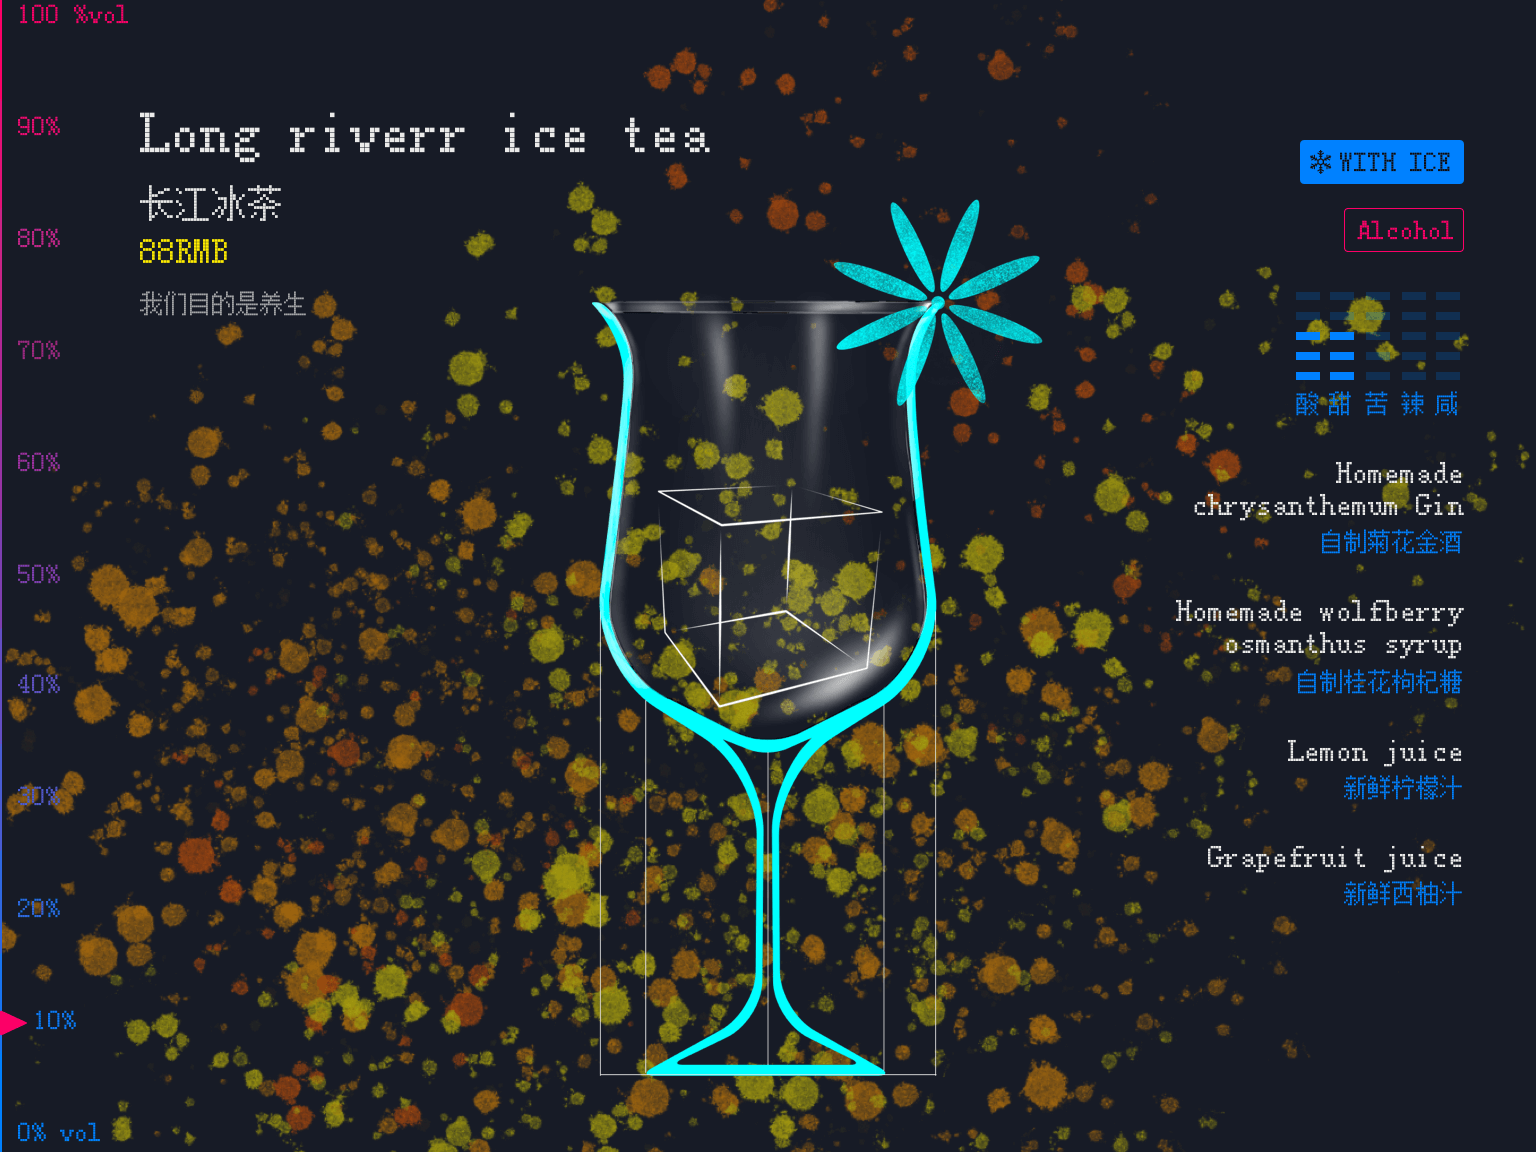 100 %vol
90%
80%
70%
60%
50%
40%
30%
20%
10%
0% vol
Long riverr ice tea
长江冰茶
88RMB
我们目的是养生
WITH ICE
Alcohol
酸 甜 苦 辣 咸
Homemade
chrysanthemum Gin
自制菊花金酒
Homemade wolfberry
osmanthus syrup
自制桂花枸杞糖
Lemon juice
新鲜柠檬汁
Grapefruit juice
新鲜西柚汁